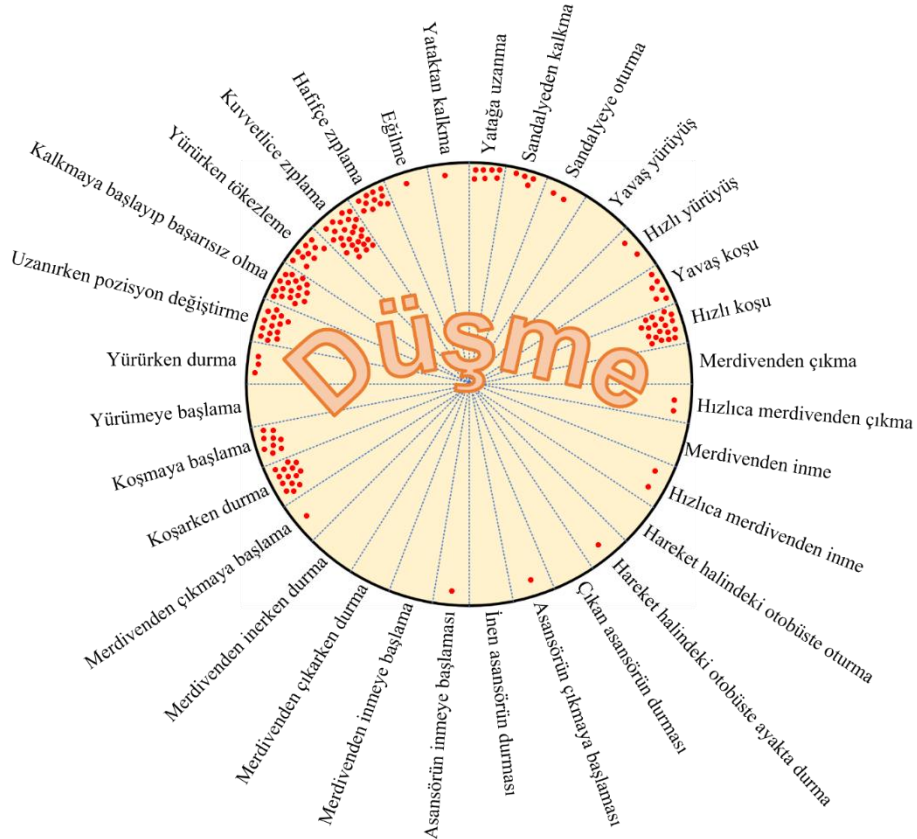 Yatağa uzanma
Sandalyeden kalkma
Sandalyeye oturma
Yavaş yürüyüş
Hızlı yürüyüş
Yavaş koşu
Hızlı koşu
Merdivenden çıkma
Hızlıca merdivenden çıkma
Merdivenden inme
Hızlıca merdivenden inme
Hareket halindeki otobüste oturma
Hareket halindeki otobüste ayakta durma
Çıkan asansörün durması
Asansörün çıkmaya başlaması
İnen asansörün durması
Asansörün inmeye başlaması
Merdivenden inmeye başlama
Merdivenden çıkarken durma
Merdivenden inerken durma
Merdivenden çıkmaya başlama
Koşarken durma
Koşmaya başlama
Yürümeye başlama
Yürürken durma
Uzanırken pozisyon değiştirme
Kalkmaya başlayıp başarısız olma
Yürürken tökezleme
Kuvvetlice zıplama
Hafifçe zıplama
Eğilme
Yataktan kalkma
Düşme